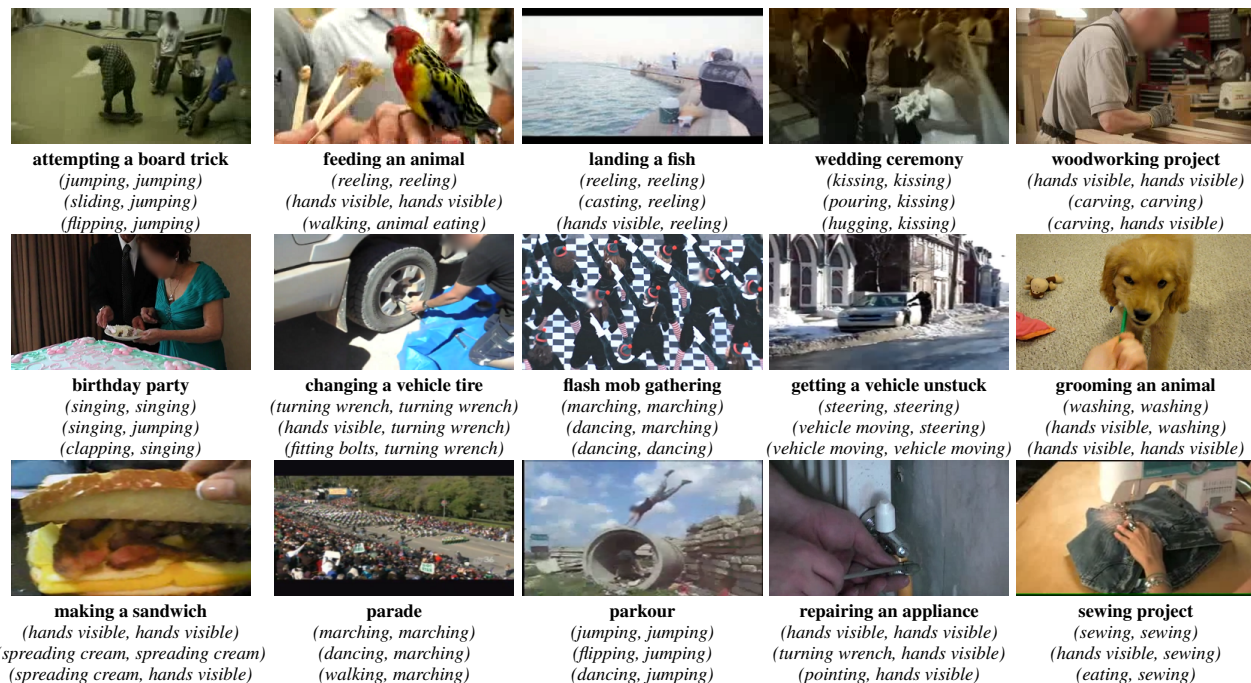 attempting a board trick
(jumping, jumping)
(sliding, jumping)
(flipping, jumping)
feeding an animal
(reeling, reeling)
(hands visible, hands visible)
(walking, animal eating)
landing a fish
(reeling, reeling)
(casting, reeling)
(hands visible, reeling)
wedding ceremony
(kissing, kissing)
(pouring, kissing)
(hugging, kissing)
woodworking project
(hands visible, hands visible)
(carving, carving)
(carving, hands visible)
birthday party
(singing, singing)
(singing, jumping)
(clapping, singing)
changing a vehicle tire
(turning wrench, turning wrench)
(hands visible, turning wrench)
(fitting bolts, turning wrench)
flash mob gathering
(marching, marching)
(dancing, marching)
(dancing, dancing)
getting a vehicle unstuck
(steering, steering)
(vehicle moving, steering)
(vehicle moving, vehicle moving)
grooming an animal
(washing, washing)
(hands visible, washing)
(hands visible, hands visible)
making a sandwich
(hands visible, hands visible)
spreading cream, spreading cream)
(spreading cream, hands visible)
parade
(marching, marching)
(dancing, marching)
(walking, marching)
parkour
(jumping, jumping)
(flipping, jumping)
(dancing, jumping)
repairing an appliance
(hands visible, hands visible)
(turning wrench, hands visible)
(pointing, hands visible)
sewing project
(sewing, sewing)
(hands visible, sewing)
(eating, sewing)